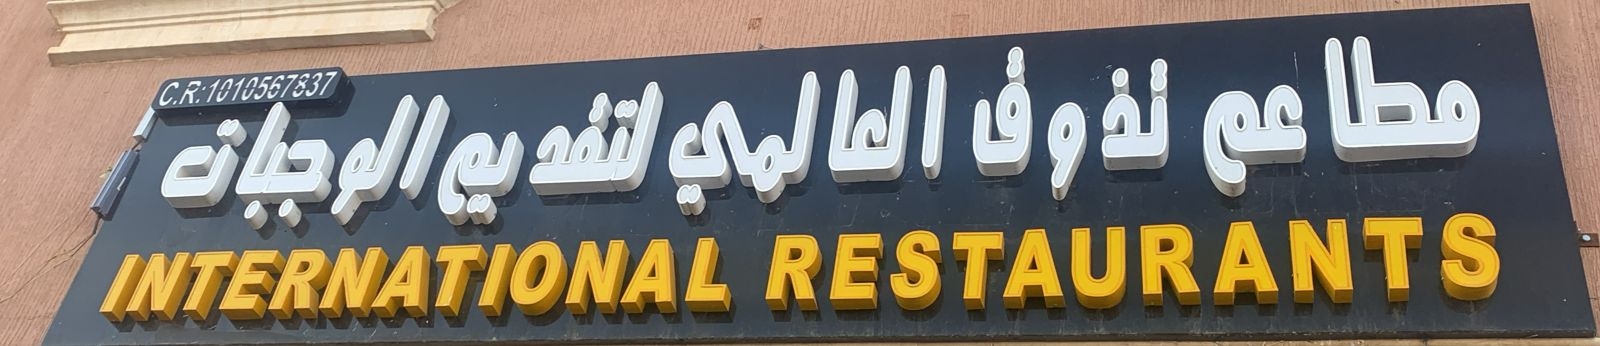 C.R:1010567837
مطاعم تذوق العالمي لتقديم الوجبات
INTERNATIONAL RESTAURANTS